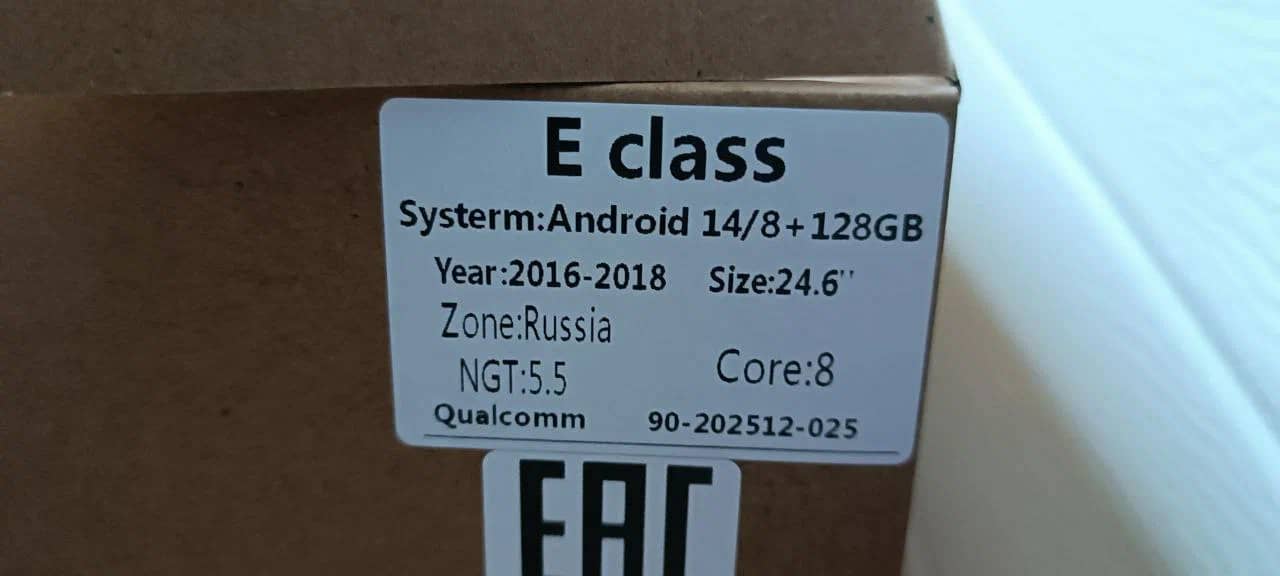 E class
Systerm:Android 14/8+128GB
Year:2016-2018 Size:24.6''
Zone:Russia
NGT:5.5 Core:8
Qualcomm 90-202512-025
EAC